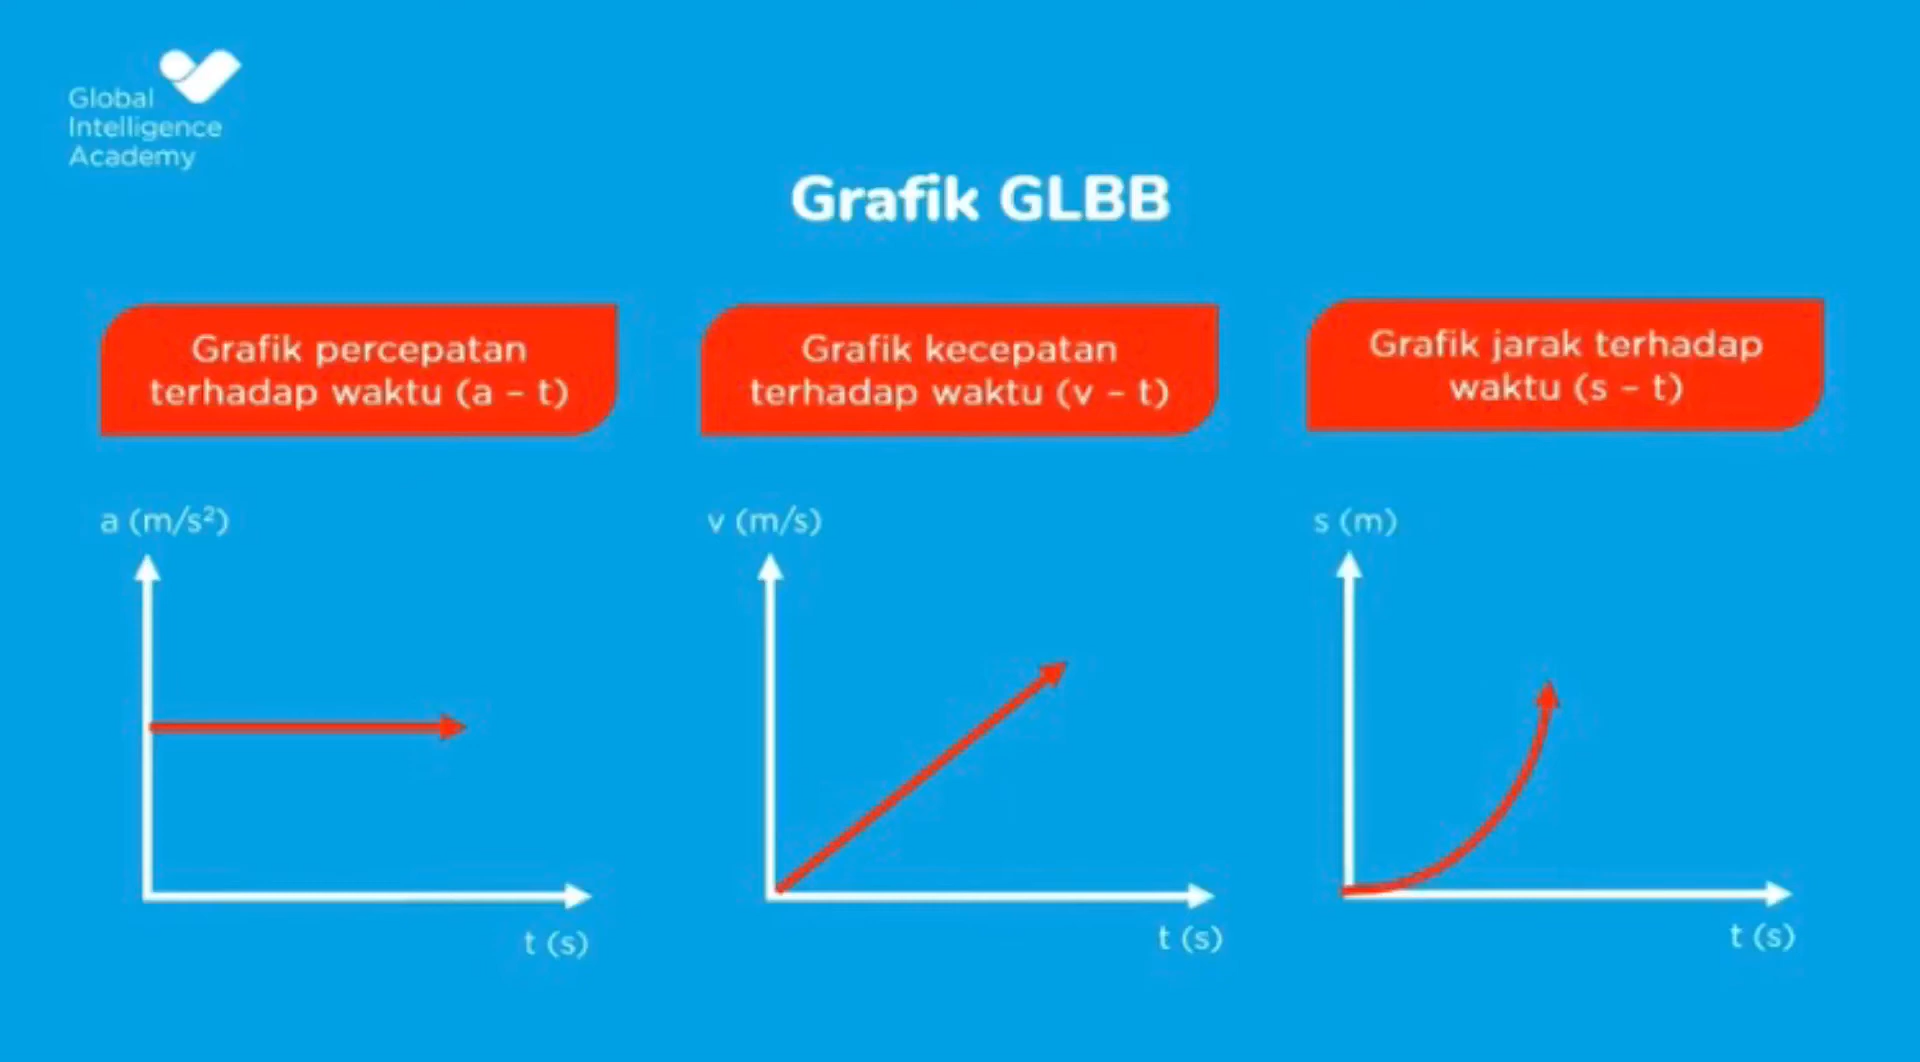 Global
Intelligence
Academy
Grafik GLBB
Grafik percepatan
terhadap waktu (a – t)
Grafik kecepatan
terhadap waktu (v – t)
Grafik jarak terhadap
waktu (s – t)
a (m/s²)
t (s)
v (m/s)
t (s)
s (m)
t (s)